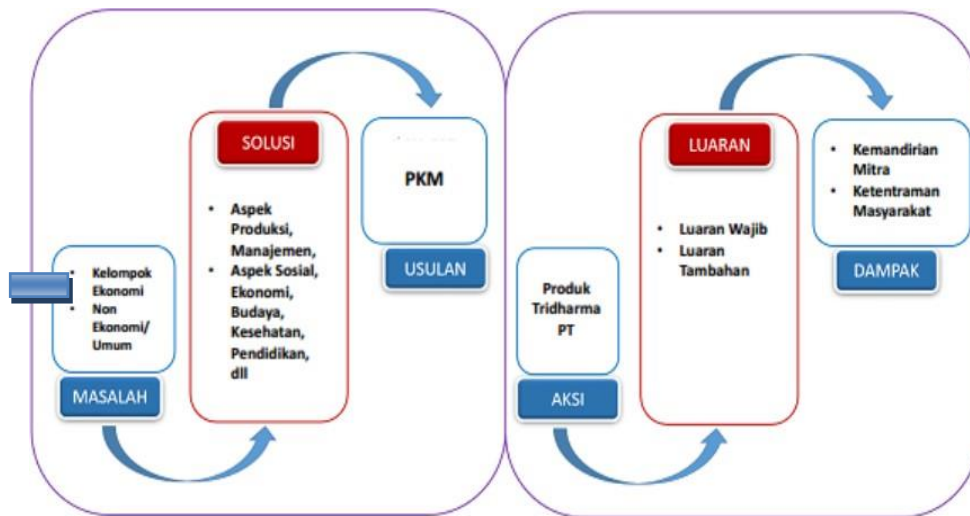 • Kelompok
Ekonomi
• Non
Ekonomi/
Umum
MASALAH
SOLUSI
• Aspek
Produksi,
Manajemen,
• Aspek Sosial,
Ekonomi,
Budaya,
Kesehatan,
Pendidikan,
dll
PKM
USULAN
Produk
Tridharma
PT
AKSI
LUARAN
• Luaran Wajib
• Luaran
Tambahan
• Kemandirian
Mitra
• Ketentraman
Masyarakat
DAMPAK